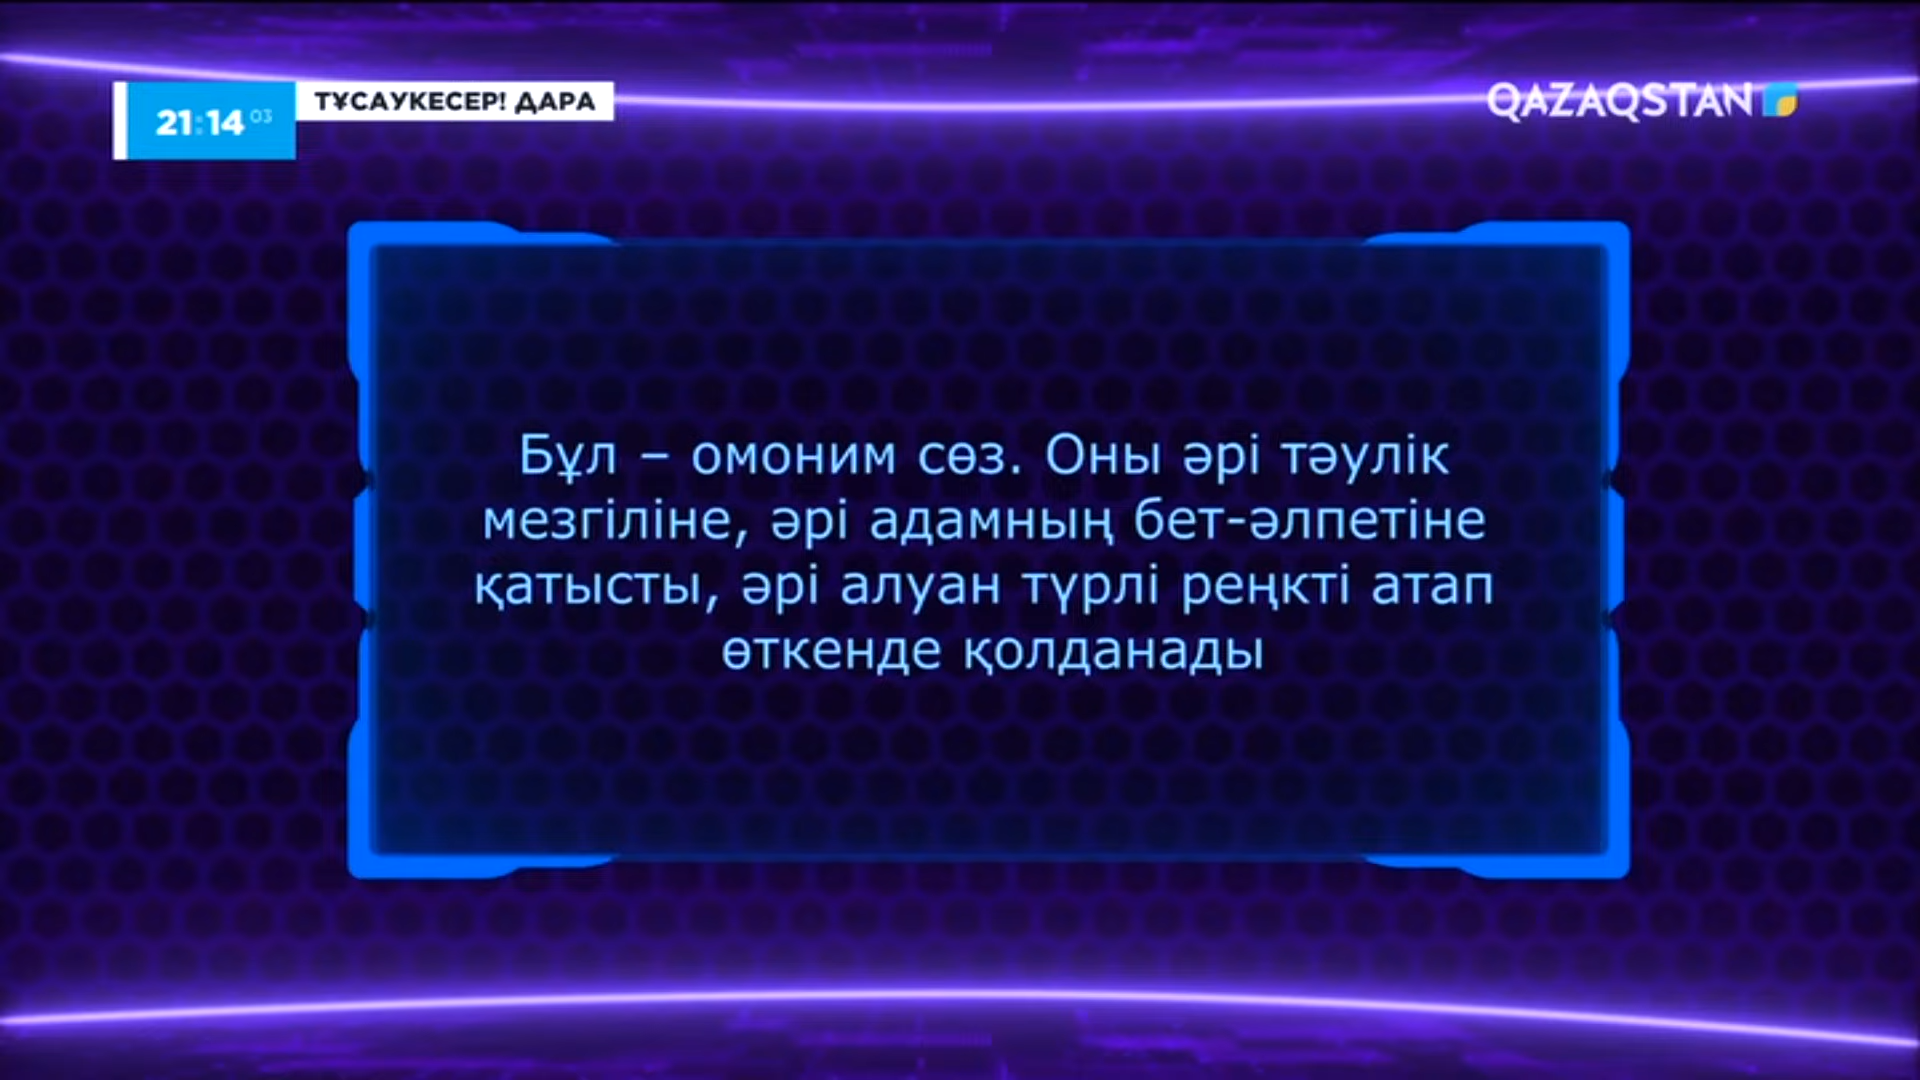 21:14 03
ТҰСАУКЕСЕР! ДАРА
QAZAQSTAN
Бұл – омоним сөз. Оны әрі тәулік
мезгіліне, әрі адамның бет-әлпетіне
қатысты, әрі алуан түрлі реңкті атап
өткенде қолданады